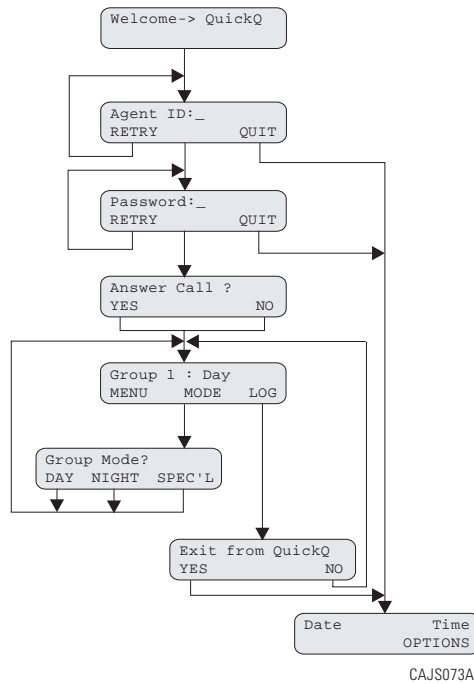 Welcome-> QuickQ
Agent ID:_
RETRY QUIT
Password:_
RETRY QUIT
Answer Call ?
YES NO
Group 1 : Day
MENU MODE LOG
Group Mode?
DAY NIGHT SPEC'L
Exit from QuickQ
YES NO
Date Time
OPTIONS
CAJS073A